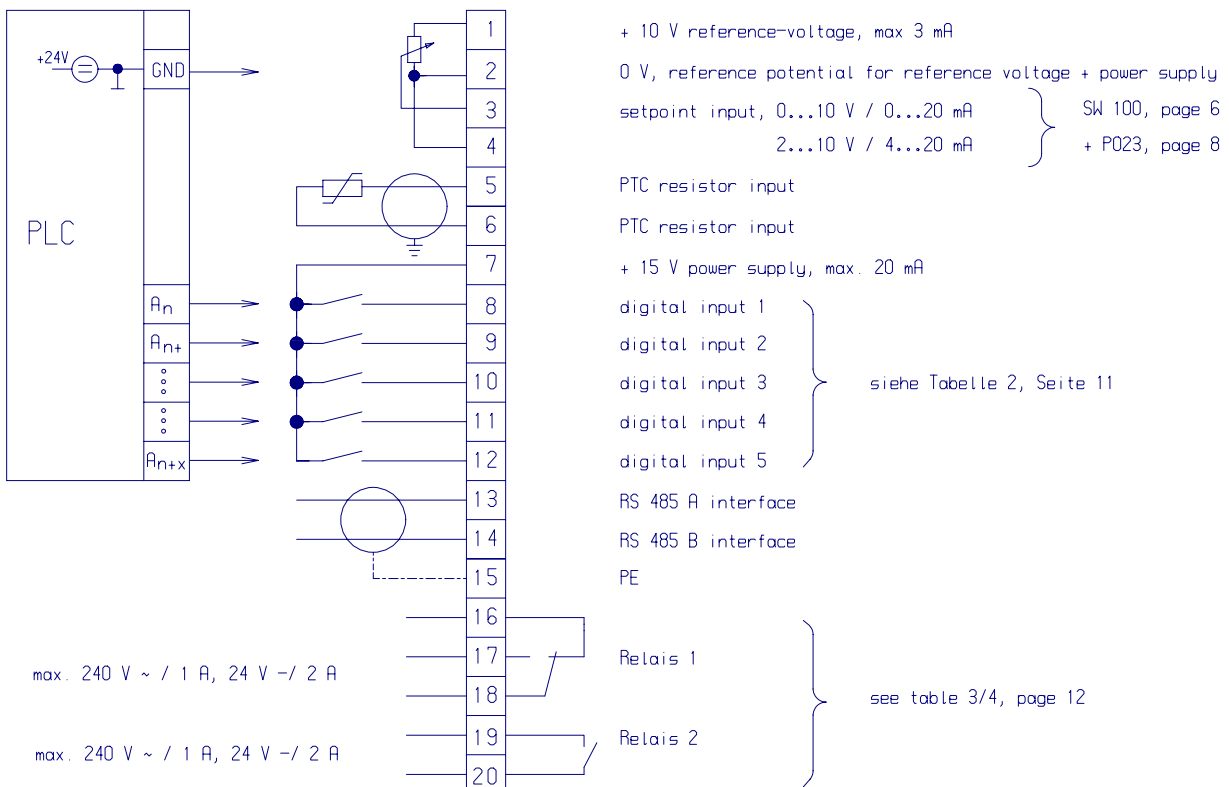 1 + 10 V reference-voltage, max 3 mA
+24V GND 2 0 V, reference potential for reference voltage + power supply
3 setpoint input, 0...10 V / 0...20 mA SW 100, page 6
4 2...10 V / 4...20 mA + P023, page 8
5 PTC resistor input
PLC 6 PTC resistor input
7 + 15 V power supply, max. 20 mA
An 8 digital input 1
An+ 9 digital input 2
10 digital input 3 siehe Tabelle 2, Seite 11
11 digital input 4
An+x 12 digital input 5
13 RS 485 A interface
14 RS 485 B interface
15 PE
16
17 Relais 1
max. 240 V ~ / 1 A, 24 V -/ 2 A
18 see table 3/4, page 12
19 Relais 2
max. 240 V ~ / 1 A, 24 V -/ 2 A
20